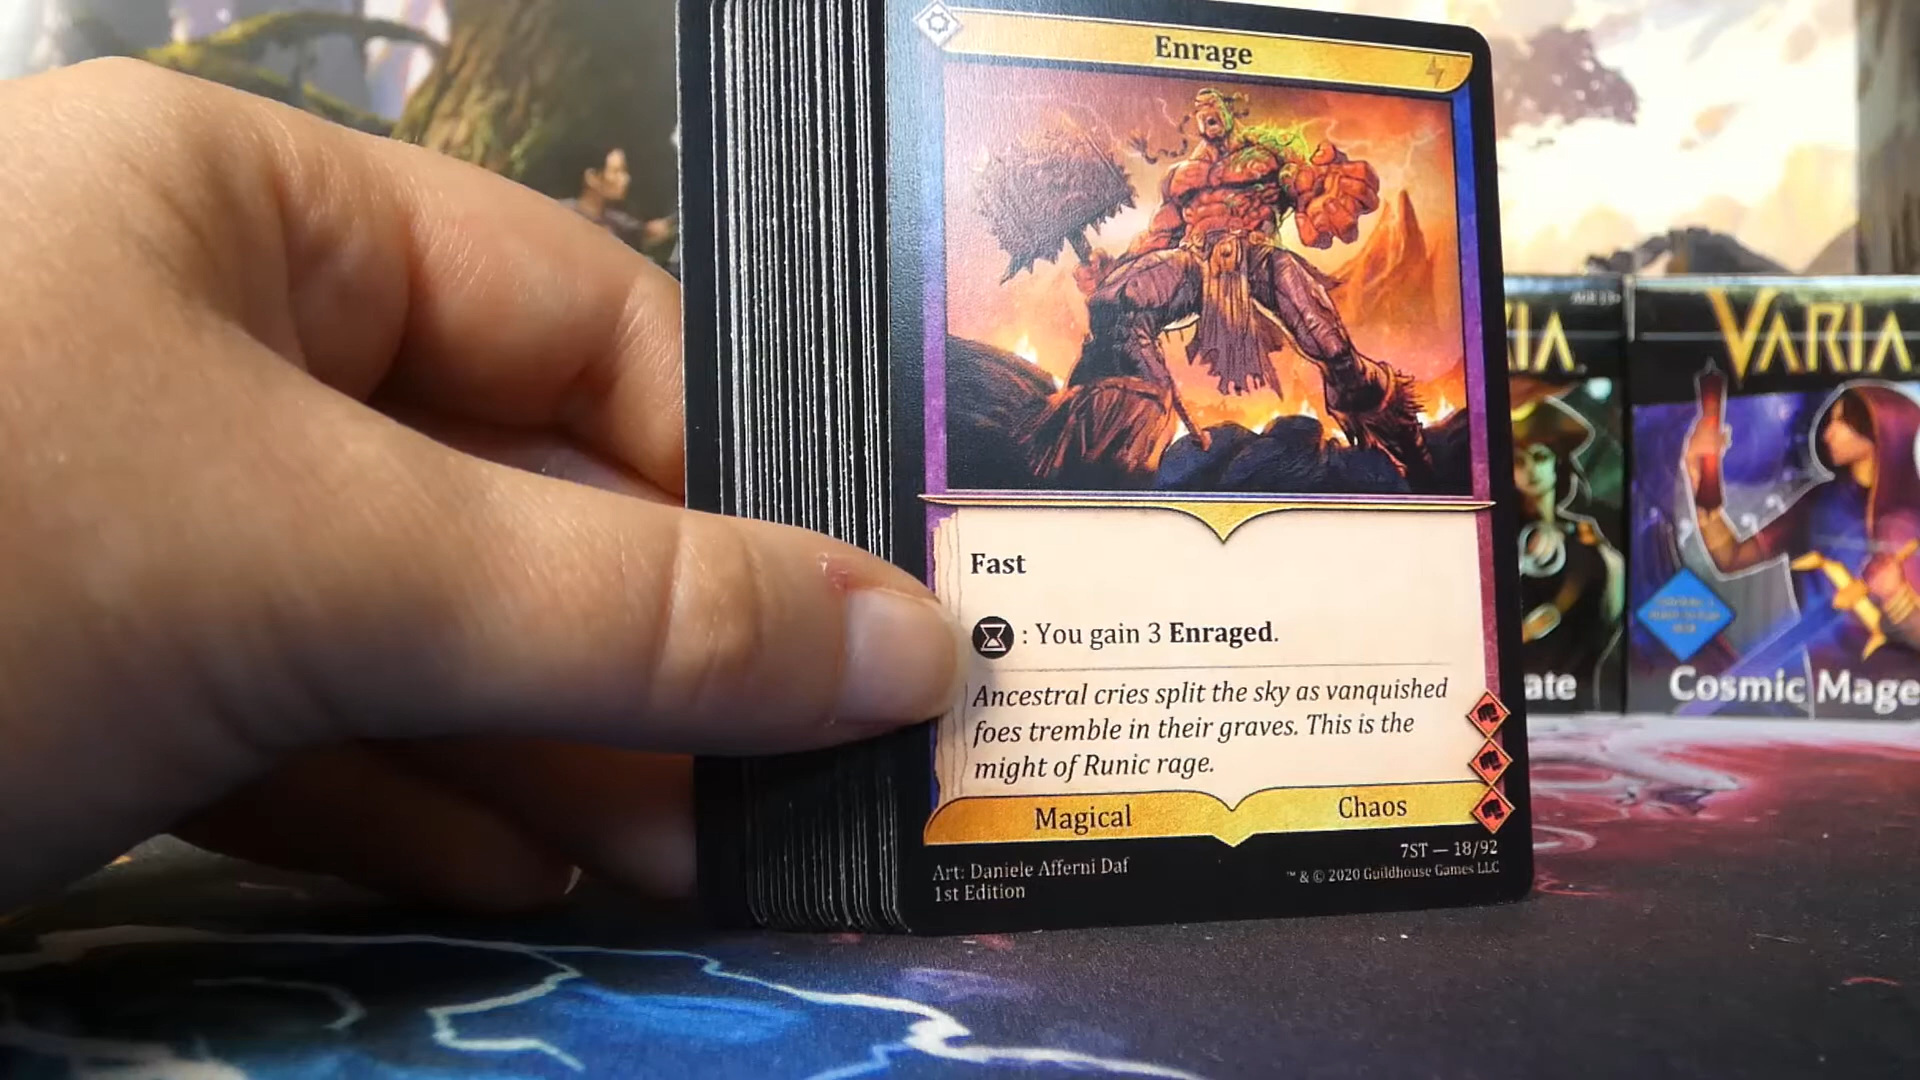 Enrage
Fast
: You gain 3 Enraged.
Ancestral cries split the sky as vanquished
foes tremble in their graves. This is the
might of Runic rage.
Magical
Chaos
Art: Daniele Afferni Daf
1st Edition
7ST — 18/92
™ & © 2020 Guildhouse Games LLC
IA
ate
VARIA
Cosmic Mage